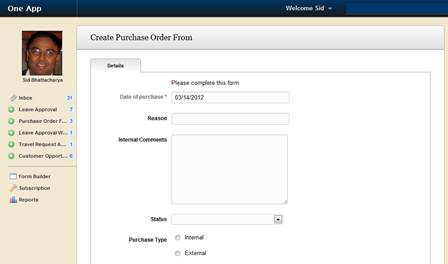 One App
Welcome Sid
Create Purchase Order From
Sid Bhattacharya
Details
Please complete this form
Date of purchase *
03/14/2012
Reason
Internal Comments
Status
Purchase Type
Internal
External
Inbox 21
Leave Approval 7
Purchase Order F... 3
Leave Approval W... 1
Travel Request A... 1
Customer Opport... 6
Form Builder
Subscription
Reports